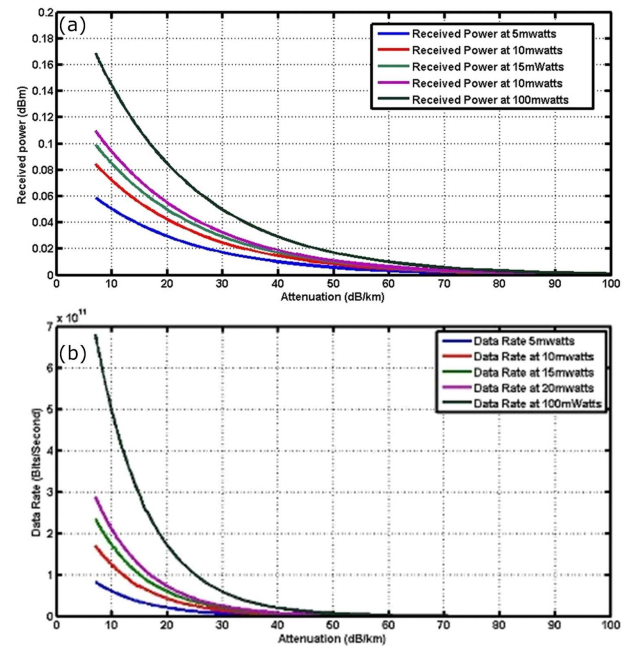 (a)
Received Power at 5mwatts
Received Power at 10mwatts
Received Power at 15mWatts
Received Power at 10mwatts
Received Power at 100mwatts
Received power (dBm)
0.2
0.18
0.16
0.14
0.12
0.1
0.08
0.06
0.04
0.02
0
0 10 20 30 40 50 60 70 80 90 100
Attenuation (dB/km)
x 10^11
(b)
Data Rate 5mwatts
Data Rate at 10mwatts
Data Rate at 15mwatts
Data Rate at 20mwatts
Data Rate at 100mWatts
Data Rate (Bits/Second)
7
6
5
4
3
2
1
0
0 10 20 30 40 50 60 70 80 90 100
Attenuation (dB/km)